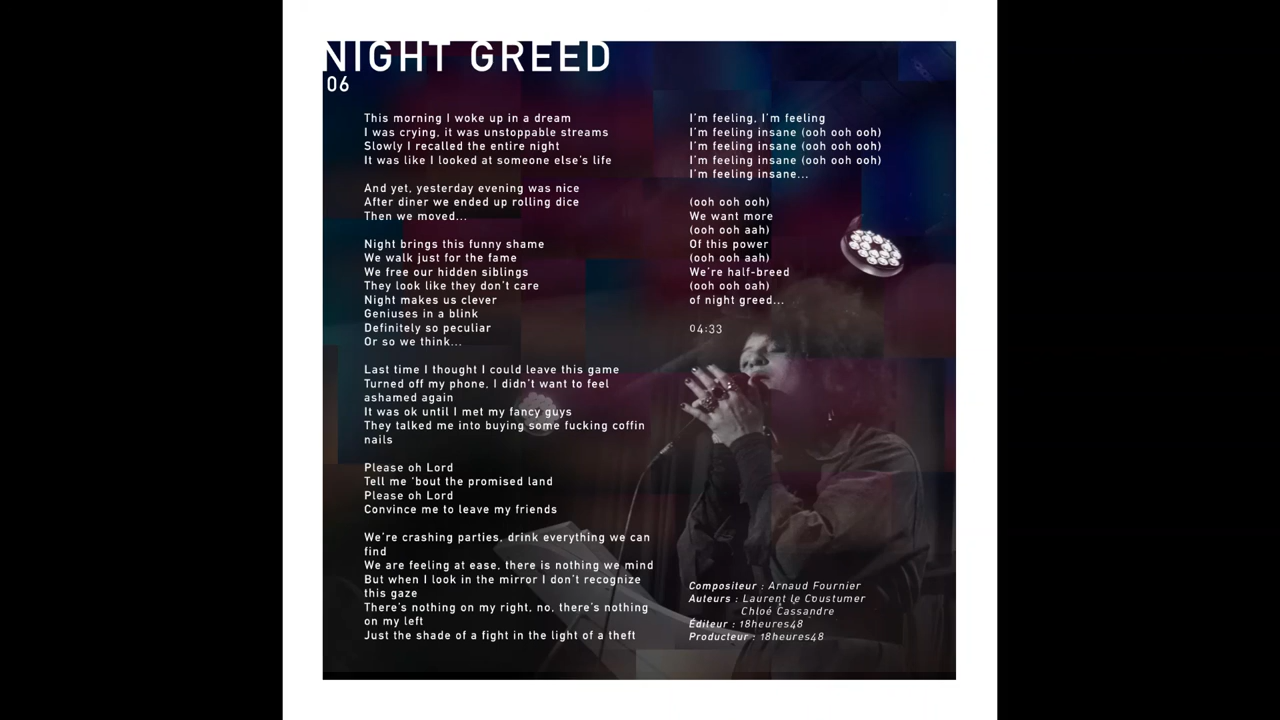 NIGHT GREED
06
This morning I woke up in a dream
I was crying, it was unstoppable streams
Slowly I recalled the entire night
It was like I looked at someone else's life
And yet, yesterday evening was nice
After diner we ended up rolling dice
Then we moved...
Night brings this funny shame
We walk just for the fame
We free our hidden siblings
They look like they don't care
Night makes us clever
Geniuses in a blink
Definitely so peculiar
Or so we think...
Last time I thought I could leave this game
Turned off my phone, I didn't want to feel
ashamed again
It was ok until I met my fancy guys
They talked me into buying some fucking coffin
nails
Please oh Lord
Tell me 'bout the promised land
Please oh Lord
Convince me to leave my friends
We're crashing parties, drink everything we can
find
We are feeling at ease, there is nothing we mind
But when I look in the mirror I don't recognize
this gaze
There's nothing on my right, no, there's nothing
on my left
Just the shade of a fight in the light of a theft
I'm feeling, I'm feeling
I'm feeling insane (ooh ooh ooh)
I'm feeling insane (ooh ooh ooh)
I'm feeling insane (ooh ooh ooh)
I'm feeling insane...
(ooh ooh ooh)
We want more
(ooh ooh aah)
Of this power
(ooh ooh aah)
We're half-breed
(ooh ooh oah)
of night greed...
04:33
Compositeur : Arnaud Fournier
Auteurs : Laurent le Coustumer
Chloé Cassandre
Éditeur : 18heures48
Producteur : 18heures48